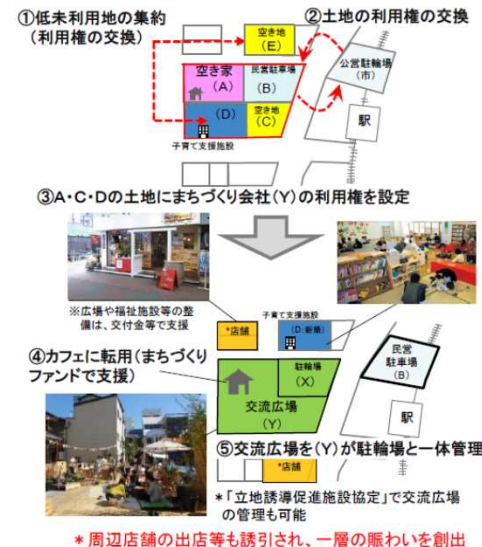 ①低未利用地の集約
(利用権の交換)
②土地の利用権の交換
空き地
(E)
公営駐輪場
(市)
空き家
(A)
民営駐車場
(B)
(D)
空き地
(C)
駅
子育て支援施設
③A・C・Dの土地にまちづくり会社(Y)の利用権を設定
※広場や福祉施設等の整
備は、交付金等で支援
子育て支援施設
*店舗
(D:新築)
④カフェに転用(まちづくり
ファンドで支援)
民営
駐車場
(B)
駐輪場
(X)
交流広場
(Y)
駅
⑤交流広場を(Y)が駐輪場と一体管理
*店舗
*「立地誘導促進施設協定」で交流広場
の管理も可能
*周辺店舗の出店等も誘引され、一層の賑わいを創出